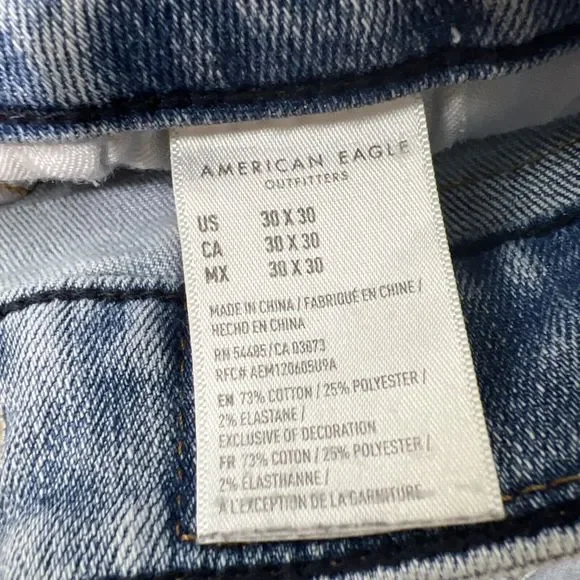 AMERICAN EAGLE
OUTFITTERS
US 30 X 30
CA 30 X 30
MX 30 X 30
MADE IN CHINA / FABRIQUÉ EN CHINE /
HECHO EN CHINA
RN 54485 / CA 03673
RFC# AEM120605U9A
EN 73% COTTON / 25% POLYESTER /
2% ELASTANE /
EXCLUSIVE OF DECORATION
FR 73% COTON / 25% POLYESTER /
2% ÉLASTHANNE /
À L'EXCEPTION DE LA GARNITURE